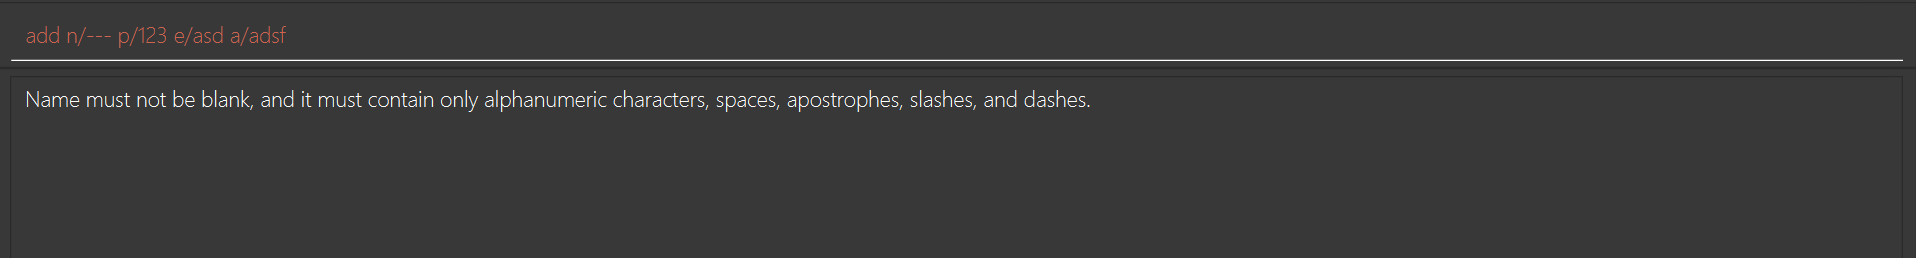 add n/--- p/123 e/asd a/adsf
Name must not be blank, and it must contain only alphanumeric characters, spaces, apostrophes, slashes, and dashes.